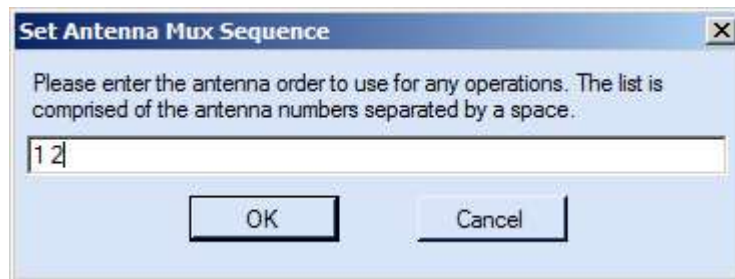 Set Antenna Mux Sequence
Please enter the antenna order to use for any operations. The list is
comprised of the antenna numbers separated by a space.
1 2
OK Cancel